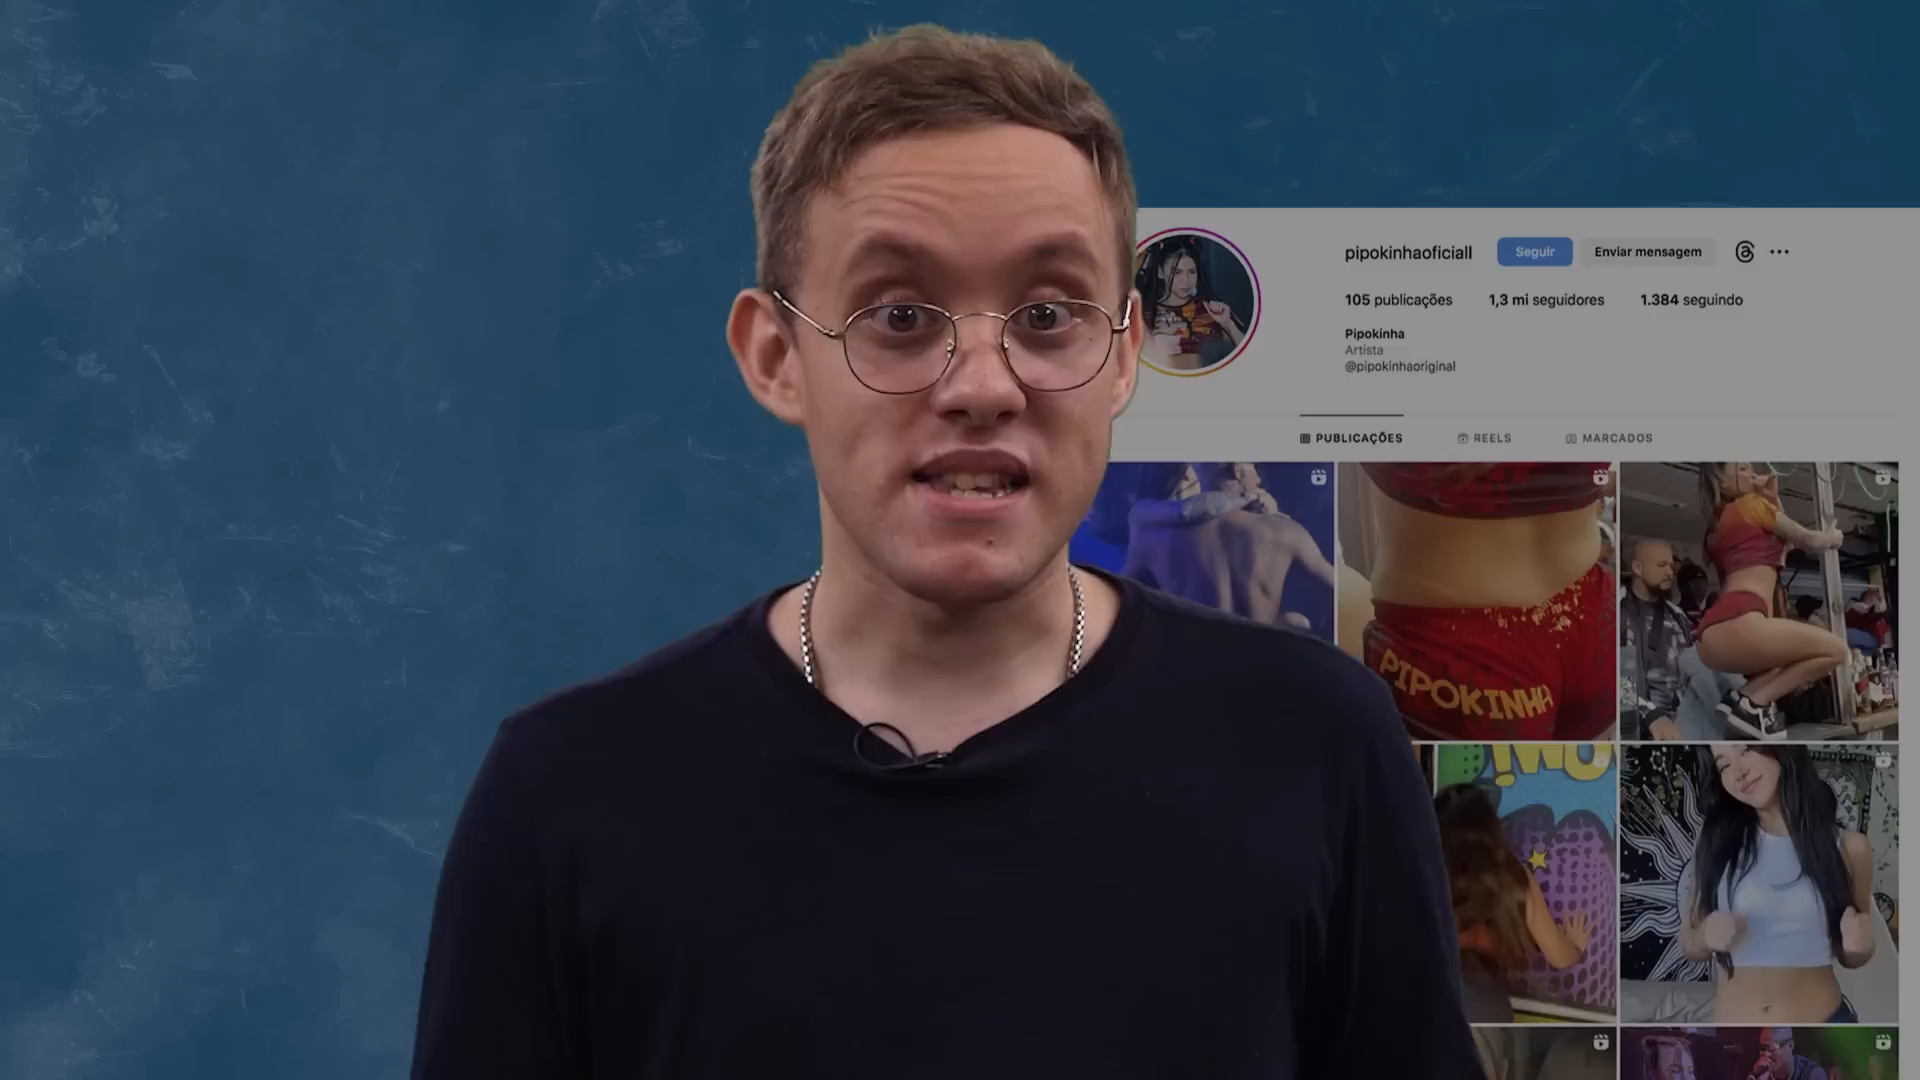 pipokinhaoficiall Seguir Enviar mensagem
105 publicações 1,3 mi seguidores 1.384 seguindo
Pipokinha
Artista
@pipokinhaoriginal
PUBLICAÇÕES REELS MARCADOS
PIPOKINHA